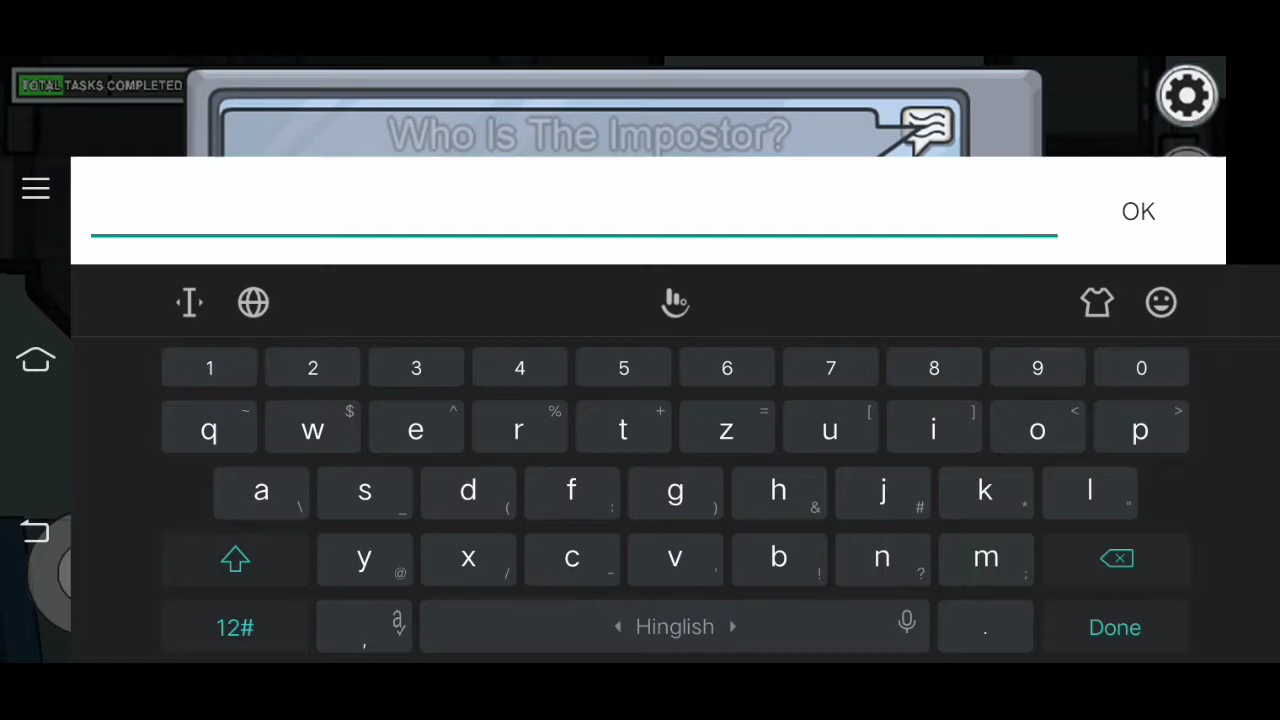 TOTAL TASKS COMPLETED
Who Is The Impostor?
OK
1 2 3 4 5 6 7 8 9 0
q ~ w $ e ^ r % t + z = u [ i ] o < p >
a \ s _ d ( f : g ) h & j # k * l "
y @ x / c - v ' b ! n ? m ;
12# a , Hinglish . Done